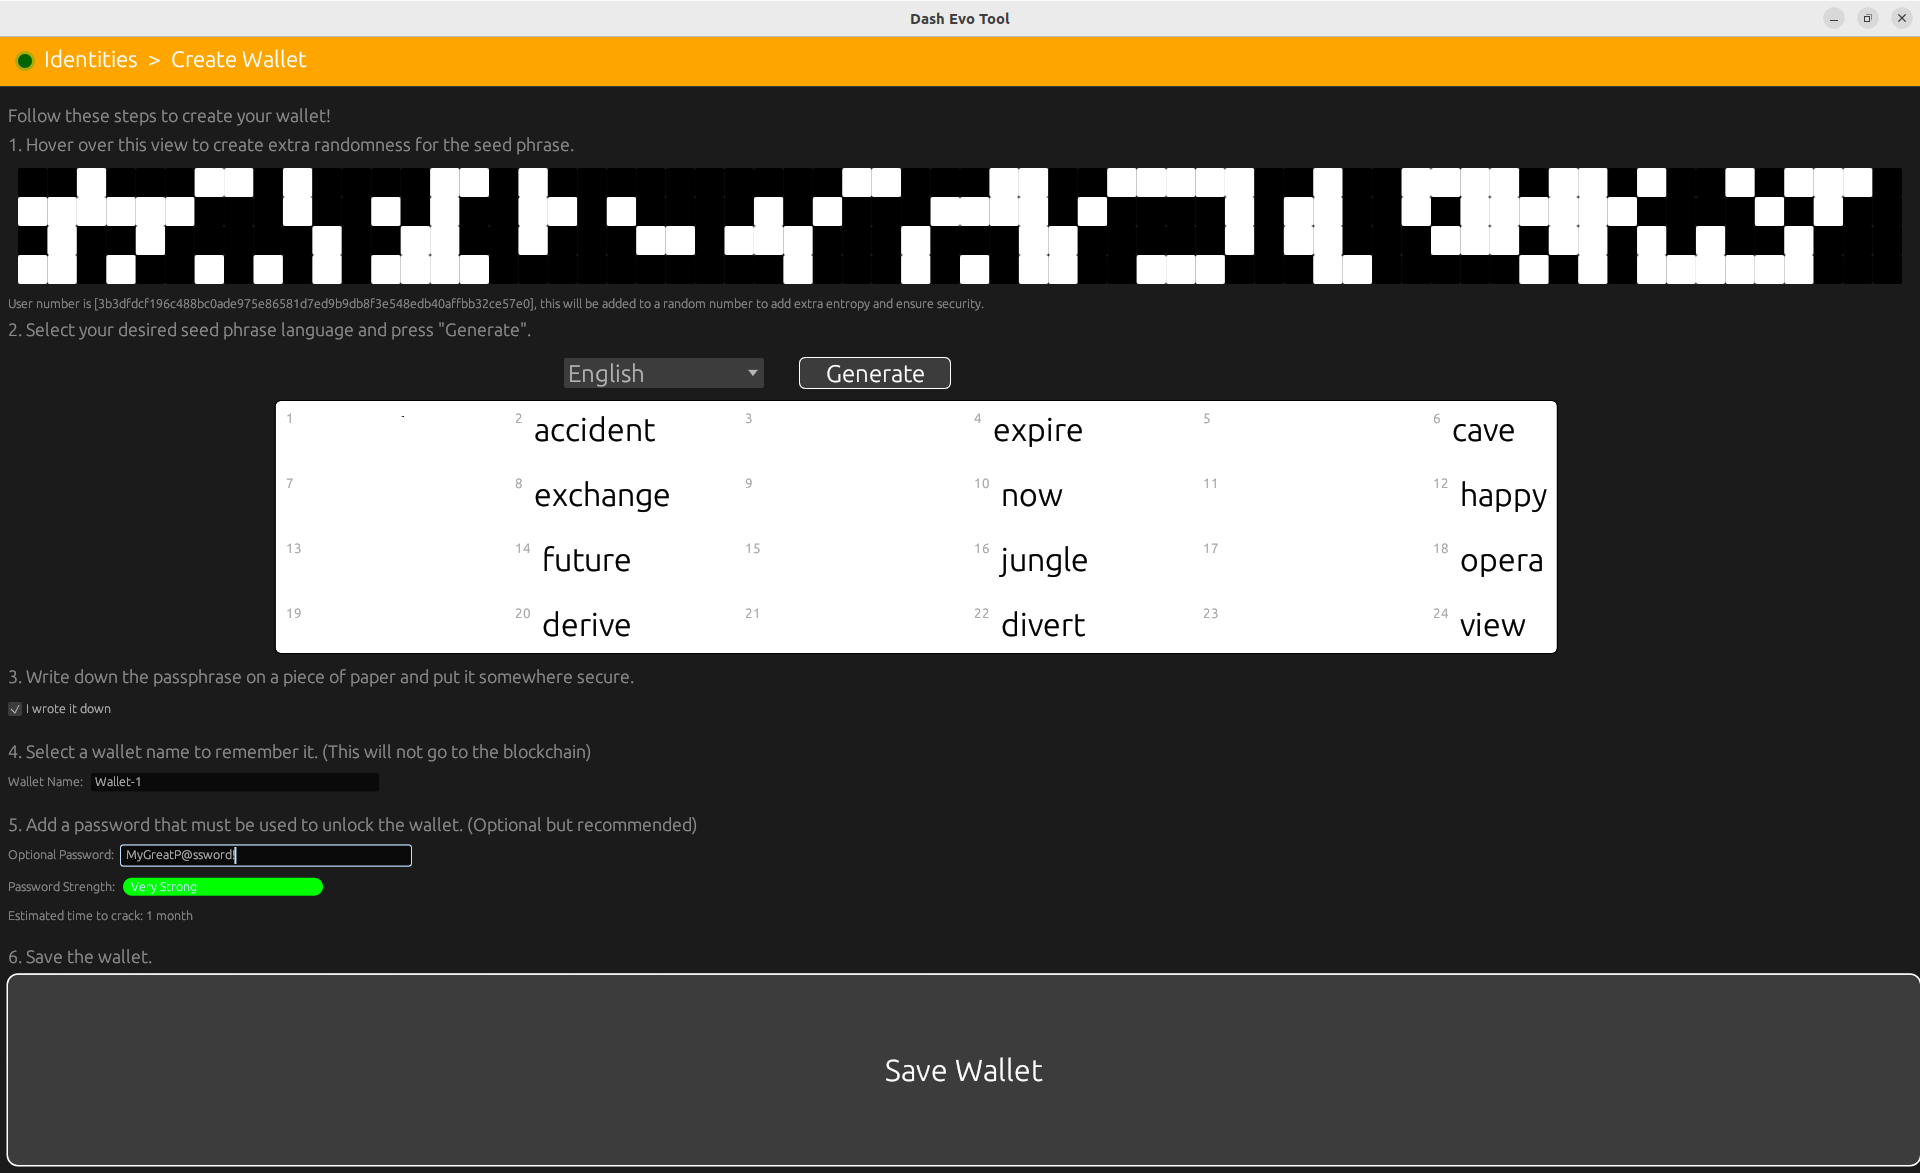 Dash Evo Tool
Identities > Create Wallet
Follow these steps to create your wallet!
1. Hover over this view to create extra randomness for the seed phrase.
User number is [3b3dfdcf196c488bc0ade975e86581d7ed9b9db8f3e548edb40affbb32ce57e0], this will be added to a random number to add extra entropy and ensure security.
2. Select your desired seed phrase language and press "Generate".
English Generate
1 2 accident 3 4 expire 5 6 cave
7 8 exchange 9 10 now 11 12 happy
13 14 future 15 16 jungle 17 18 opera
19 20 derive 21 22 divert 23 24 view
3. Write down the passphrase on a piece of paper and put it somewhere secure.
I wrote it down
4. Select a wallet name to remember it. (This will not go to the blockchain)
Wallet Name: Wallet-1
5. Add a password that must be used to unlock the wallet. (Optional but recommended)
Optional Password: MyGreatP@ssword!
Password Strength: Very Strong
Estimated time to crack: 1 month
6. Save the wallet.
Save Wallet